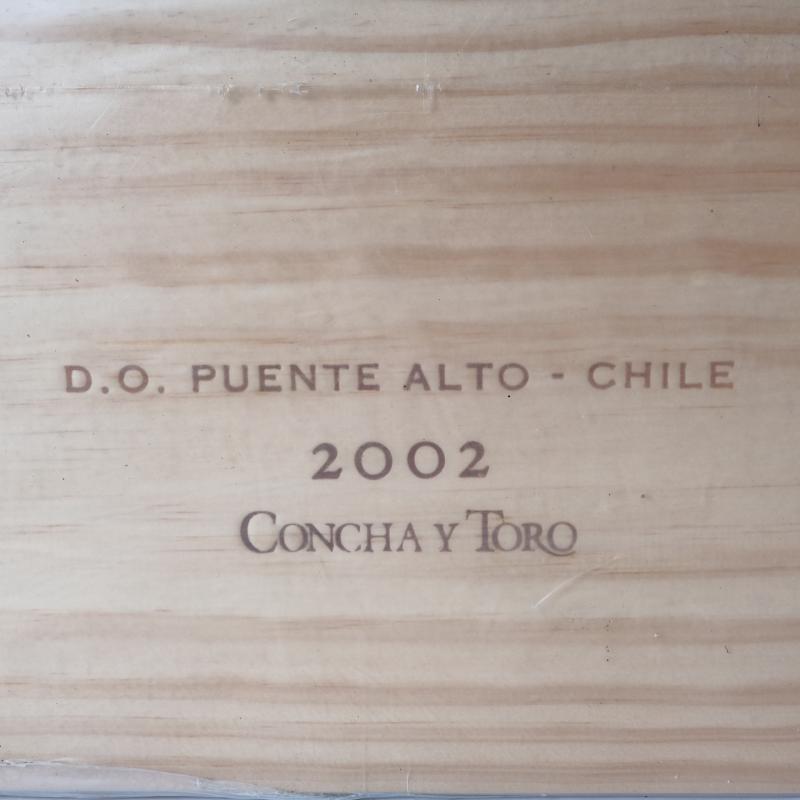 D.O. PUENTE ALTO - CHILE
2002
CONCHA Y TORO